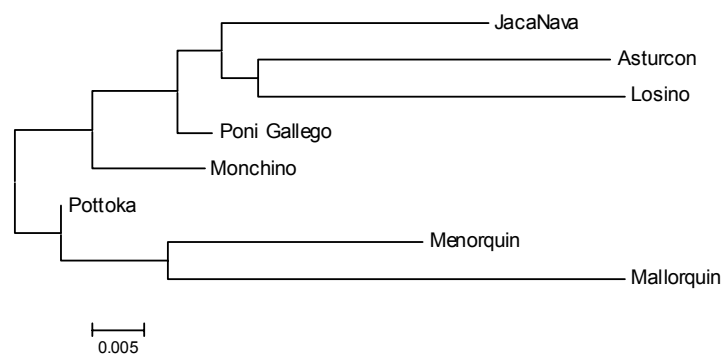 JacaNava
Asturcon
Losino
Poni Gallego
Monchino
Pottoka
Menorquin
Mallorquin
0.005